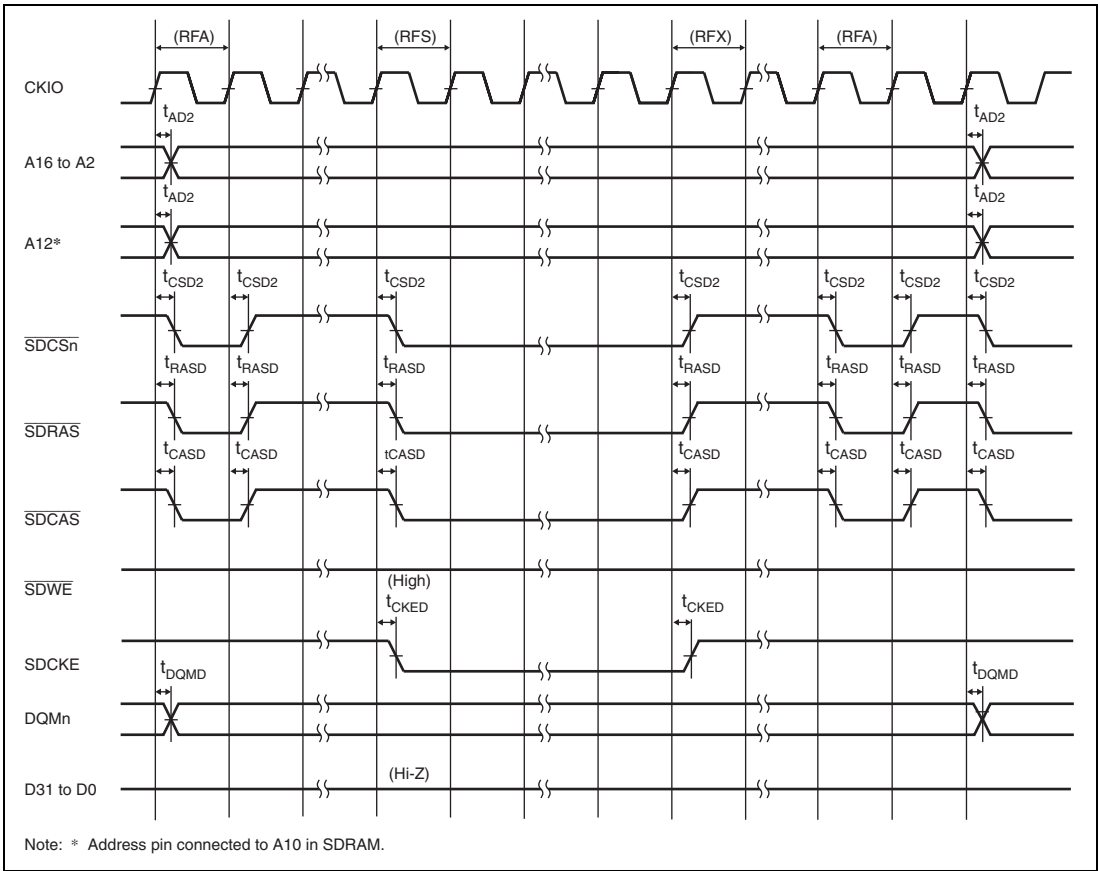 (RFA) (RFS) (RFX) (RFA)
CKIO
tAD2 tAD2
A16 to A2
tAD2 tAD2
A12*
tCSD2 tCSD2 tCSD2 tCSD2 tCSD2 tCSD2 tCSD2
SDCSn
tRASD tRASD tRASD tRASD tRASD tRASD tRASD
SDRAS
tCASD tCASD tCASD tCASD tCASD tCASD tCASD
SDCAS
(High)
SDWE
tCKED tCKED
SDCKE
tDQMD tDQMD
DQMn
(Hi-Z)
D31 to D0
Note: * Address pin connected to A10 in SDRAM.